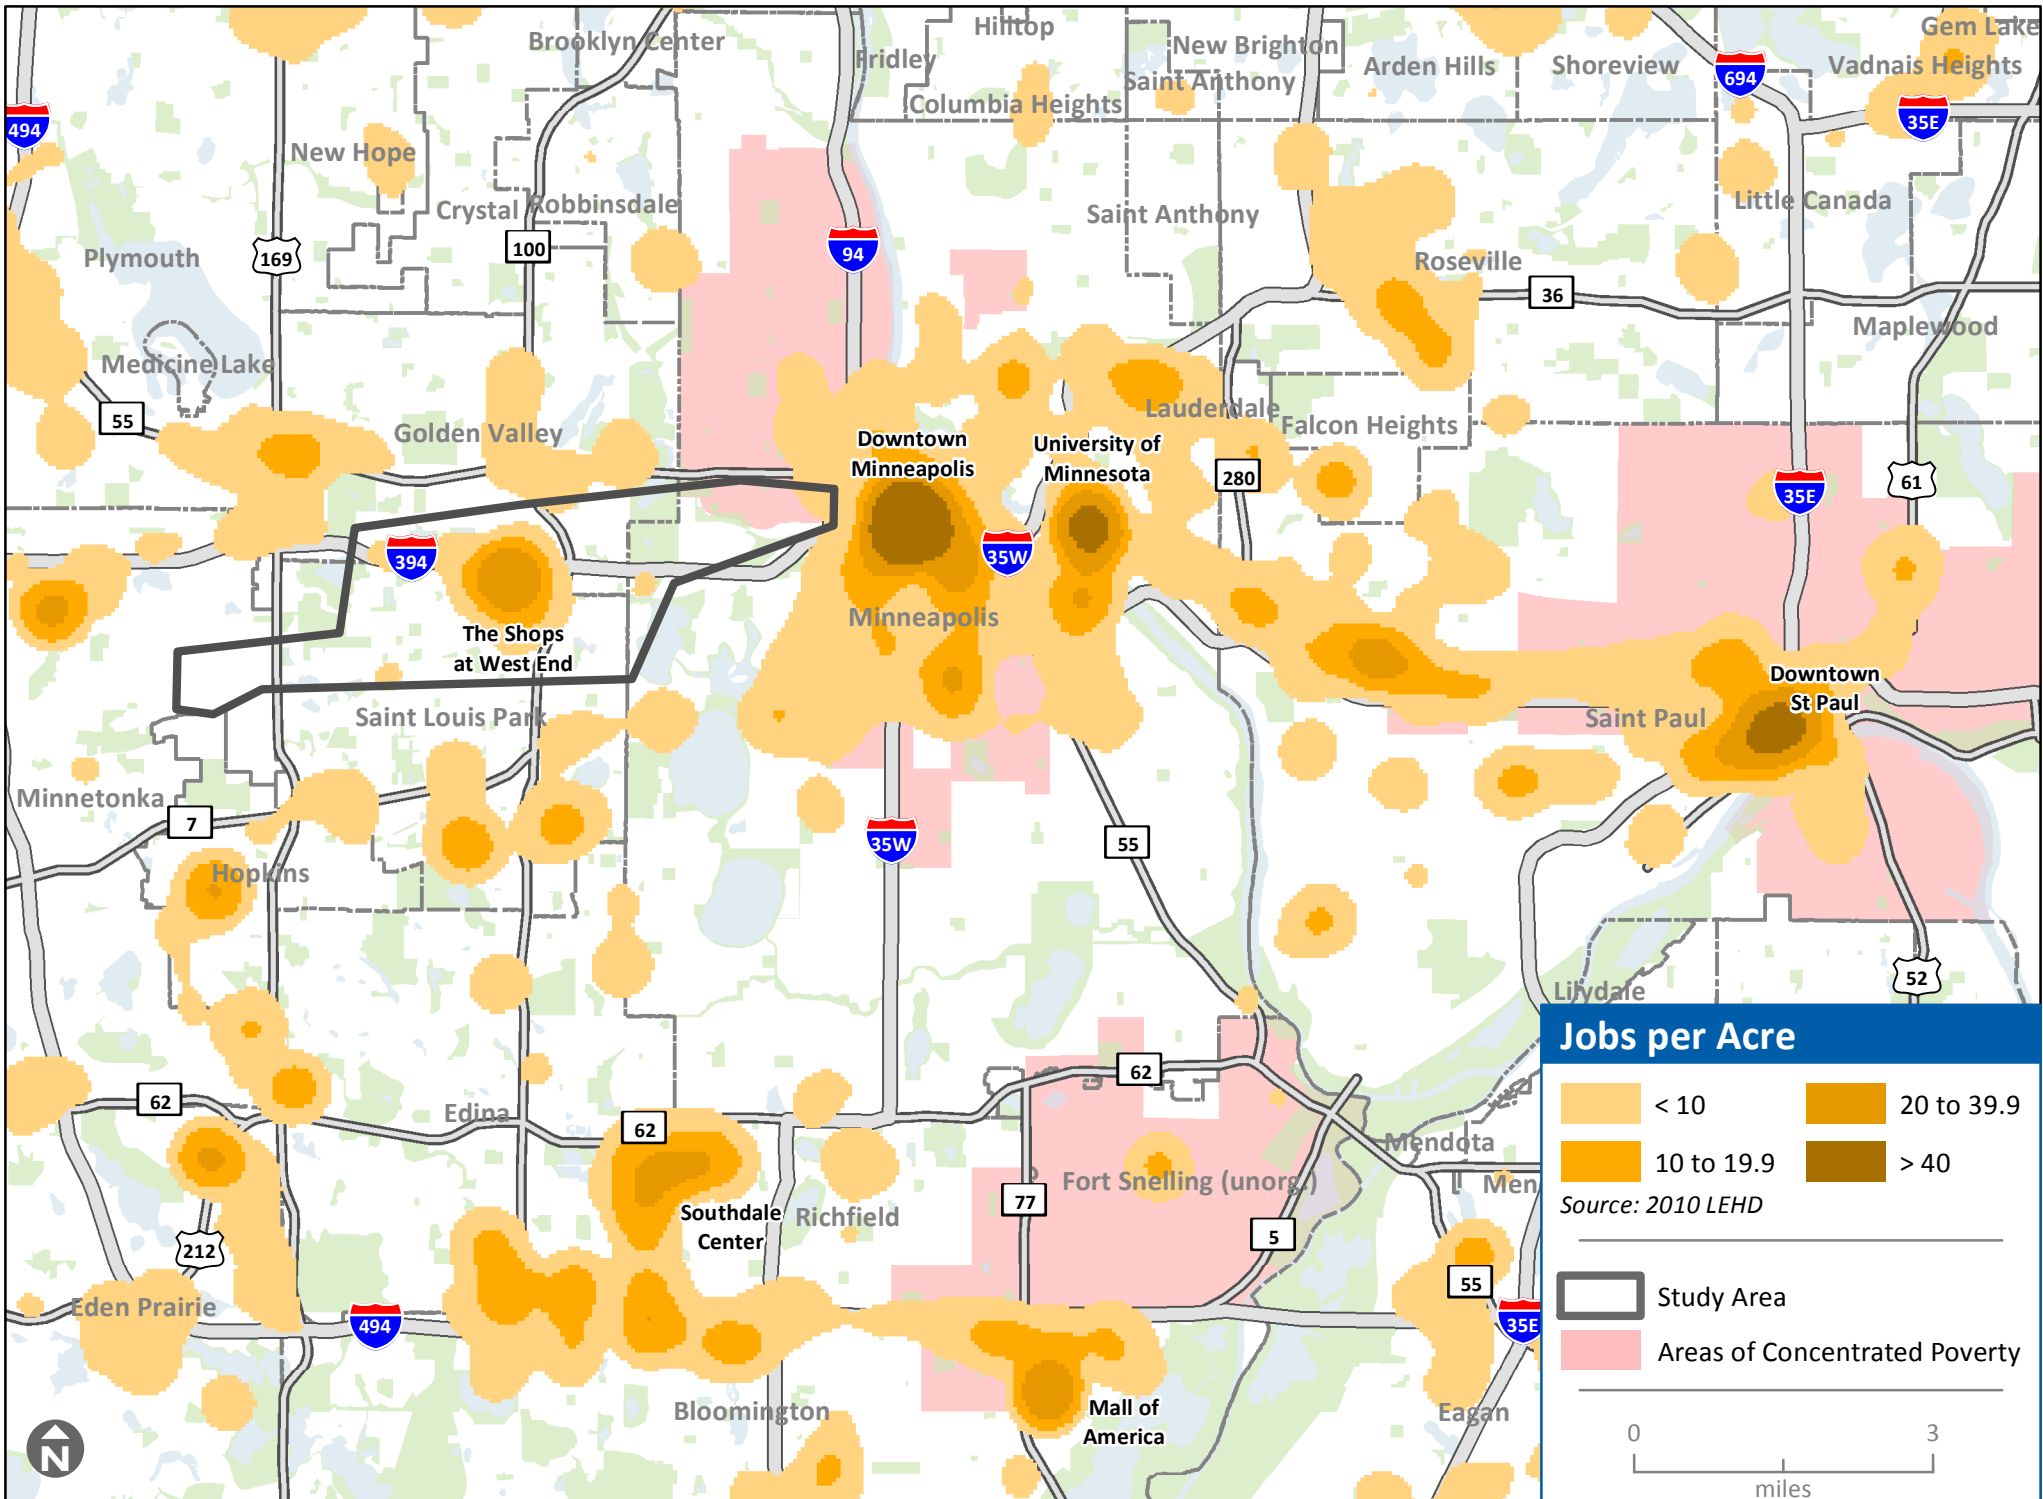 Hilltop
Gem Lake
Brooklyn Center
New Brighton
Fridley
Arden Hills
Shoreview
694
Vadnais Heights
Saint Anthony
Columbia Heights
494
35E
New Hope
Little Canada
Crystal
Robbinsdale
Saint Anthony
100
94
Plymouth
169
Roseville
36
Maplewood
Medicine Lake
55
Lauderdale
Golden Valley
Falcon Heights
Downtown
Minneapolis
University of
Minnesota
280
61
35E
394
35W
Minneapolis
The Shops
at West End
Downtown
St Paul
Saint Louis Park
Saint Paul
Minnetonka
7
35W
55
Hopkins
52
Lilydale
62
62
Edina
62
Mendota
Fort Snelling (unorg.)
Men
77
Southdale
Center
Richfield
5
212
55
Eden Prairie
494
35E
Bloomington
Mall of
America
Eagan
N
Jobs per Acre
< 10
20 to 39.9
10 to 19.9
> 40
Source: 2010 LEHD
Study Area
Areas of Concentrated Poverty
0
3
miles